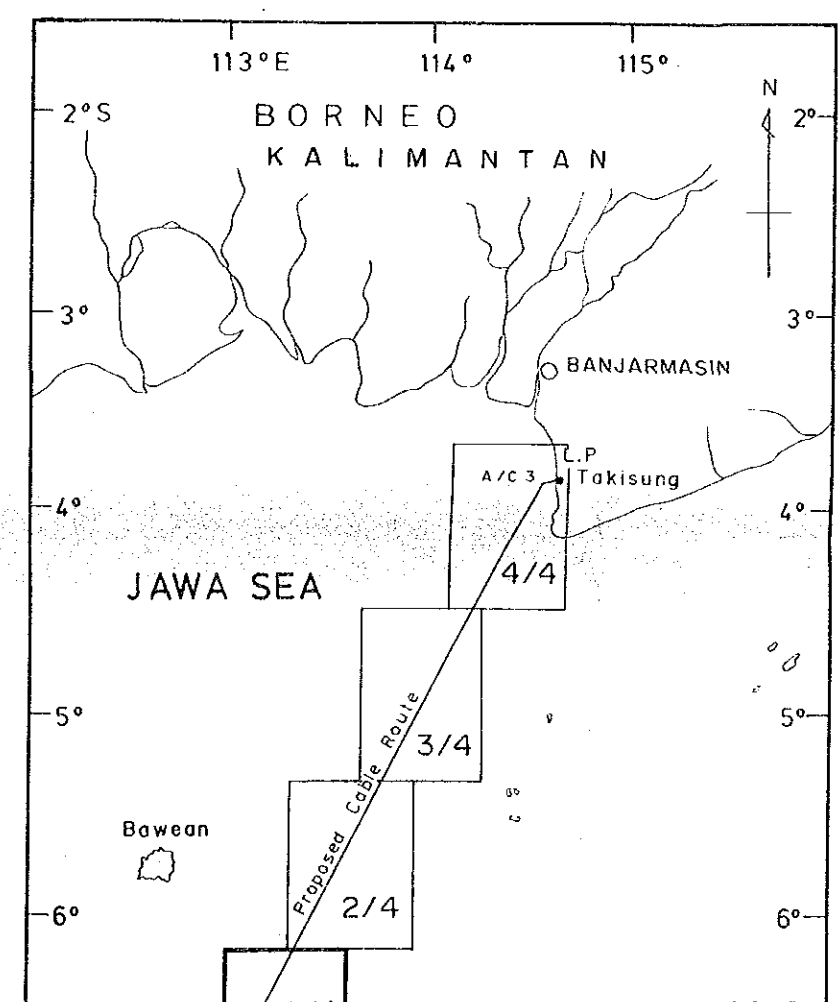 113°E 114° 115°
N
2°S 2°
BORNEO
KALIMANTAN
3° 3°
BANJARMASIN
L.P
A/C 3 Takisung
4° 4°
4/4
JAWA SEA
5° 5°
Proposed Cable Route
3/4
Bawean
2/4
6° 6°